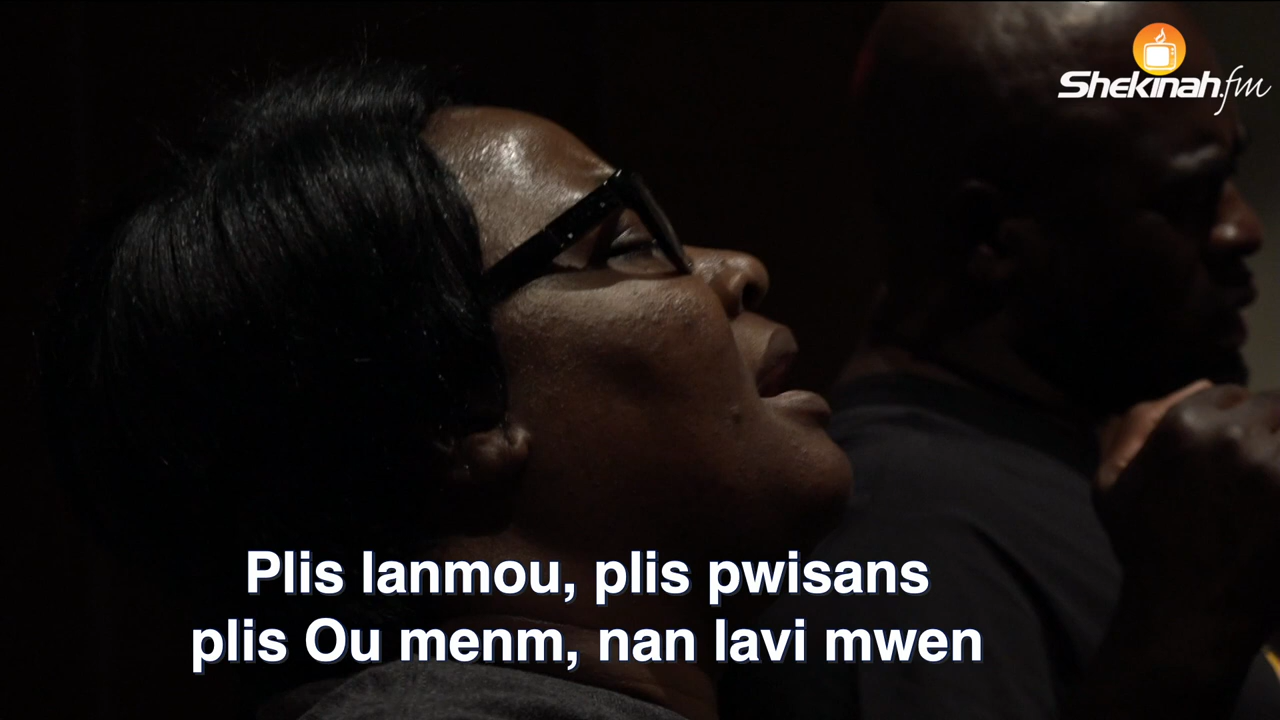 Shekinah.fm
Plis lanmou, plis pwisans
plis Ou menm, nan lavi mwen